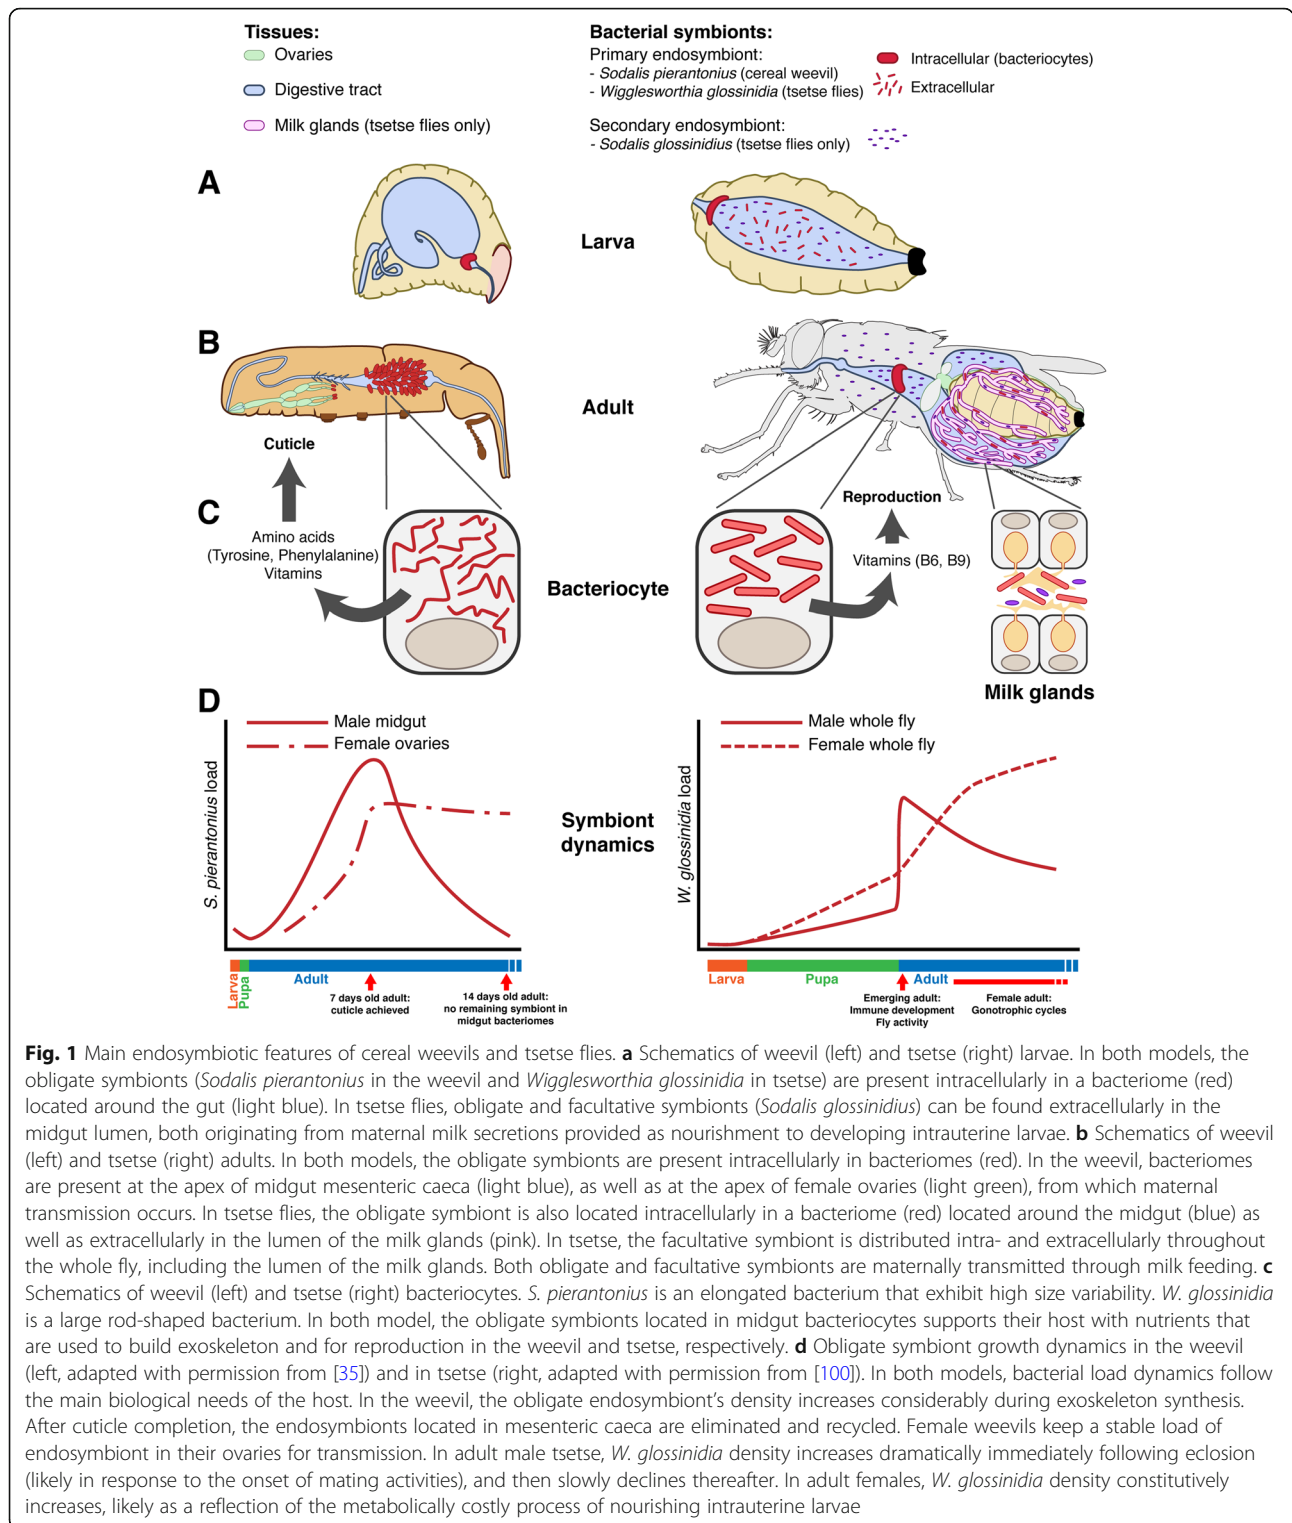 Tissues:
Ovaries
Digestive tract
Milk glands (tsetse flies only)
Bacterial symbionts:
Primary endosymbiont:
- Sodalis pierantonius (cereal weevil)
- Wigglesworthia glossinidia (tsetse flies)
Intracellular (bacteriocytes)
Extracellular
Secondary endosymbiont:
- Sodalis glossinidius (tsetse flies only)
A
Larva
B
Adult
Cuticle
Reproduction
C
Amino acids
(Tyrosine, Phenylalanine)
Vitamins
Bacteriocyte
Vitamins (B6, B9)
Milk glands
D
Male midgut
Female ovaries
S. pierantonius load
Larva
Pupa
Adult
7 days old adult:
cuticle achieved
14 days old adult:
no remaining symbiont in
midgut bacteriomes
Symbiont
dynamics
Male whole fly
Female whole fly
W. glossinidia load
Larva
Pupa
Adult
Emerging adult:
Immune development
Fly activity
Female adult:
Gonotrophic cycles
Fig. 1 Main endosymbiotic features of cereal weevils and tsetse flies. a Schematics of weevil (left) and tsetse (right) larvae. In both models, the
obligate symbionts (Sodalis pierantonius in the weevil and Wigglesworthia glossinidia in tsetse) are present intracellularly in a bacteriome (red)
located around the gut (light blue). In tsetse flies, obligate and facultative symbionts (Sodalis glossinidius) can be found extracellularly in the
midgut lumen, both originating from maternal milk secretions provided as nourishment to developing intrauterine larvae. b Schematics of weevil
(left) and tsetse (right) adults. In both models, the obligate symbionts are present intracellularly in bacteriomes (red). In the weevil, bacteriomes
are present at the apex of midgut mesenteric caeca (light blue), as well as at the apex of female ovaries (light green), from which maternal
transmission occurs. In tsetse flies, the obligate symbiont is also located intracellularly in a bacteriome (red) located around the midgut (blue) as
well as extracellularly in the lumen of the milk glands (pink). In tsetse, the facultative symbiont is distributed intra- and extracellularly throughout
the whole fly, including the lumen of the milk glands. Both obligate and facultative symbionts are maternally transmitted through milk feeding. c
Schematics of weevil (left) and tsetse (right) bacteriocytes. S. pierantonius is an elongated bacterium that exhibit high size variability. W. glossinidia
is a large rod-shaped bacterium. In both model, the obligate symbionts located in midgut bacteriocytes supports their host with nutrients that
are used to build exoskeleton and for reproduction in the weevil and tsetse, respectively. d Obligate symbiont growth dynamics in the weevil
(left, adapted with permission from [35]) and in tsetse (right, adapted with permission from [100]). In both models, bacterial load dynamics follow
the main biological needs of the host. In the weevil, the obligate endosymbiont's density increases considerably during exoskeleton synthesis.
After cuticle completion, the endosymbionts located in mesenteric caeca are eliminated and recycled. Female weevils keep a stable load of
endosymbiont in their ovaries for transmission. In adult male tsetse, W. glossinidia density increases dramatically immediately following eclosion
(likely in response to the onset of mating activities), and then slowly declines thereafter. In adult females, W. glossinidia density constitutively
increases, likely as a reflection of the metabolically costly process of nourishing intrauterine larvae